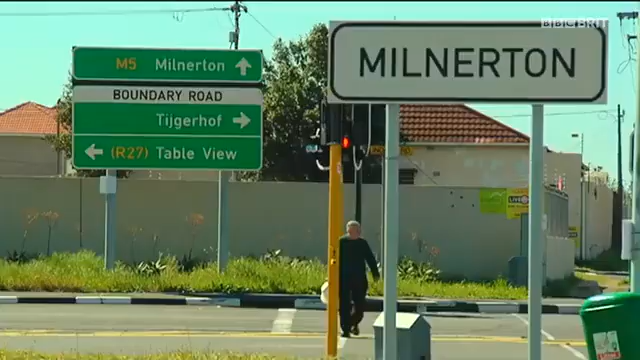 BBC BRIT
MILNERTON
M5 Milnerton
BOUNDARY ROAD
Tijgerhof
(R27) Table View